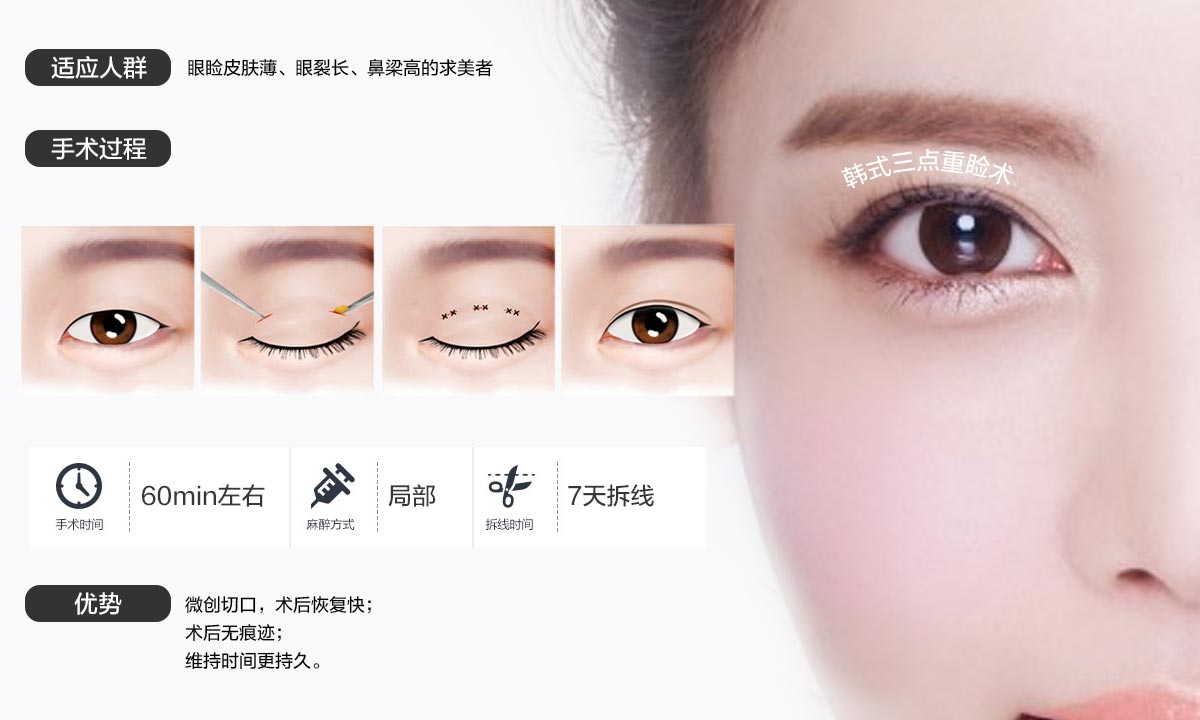 适应人群 眼睑皮肤薄、眼裂长、鼻梁高的求美者
手术过程
韩式三点重睑术
60min左右
手术时间
局部
麻醉方式
7天拆线
拆线时间
优势
微创切口，术后恢复快；
术后无痕迹；
维持时间更持久。